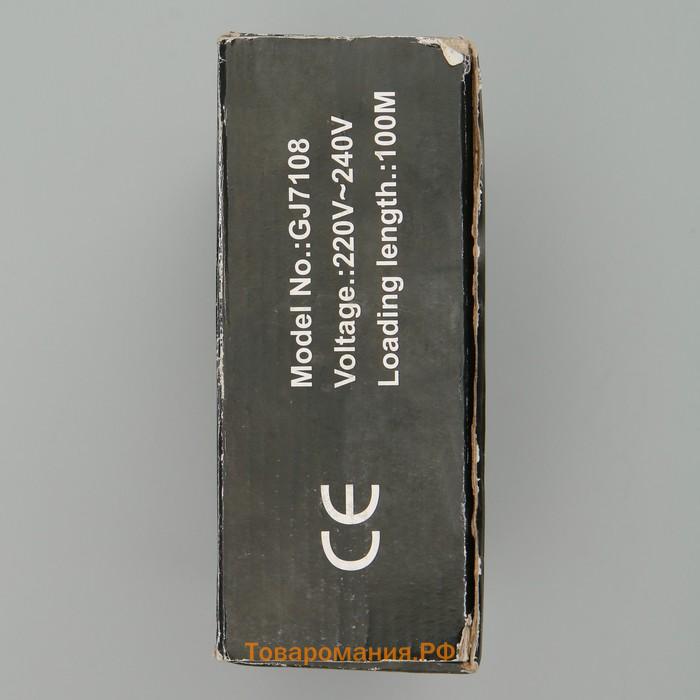 Model No.:GJ7108
Voltage.:220V~240V
Loading length.:100M
CE
Товаромания.РФ